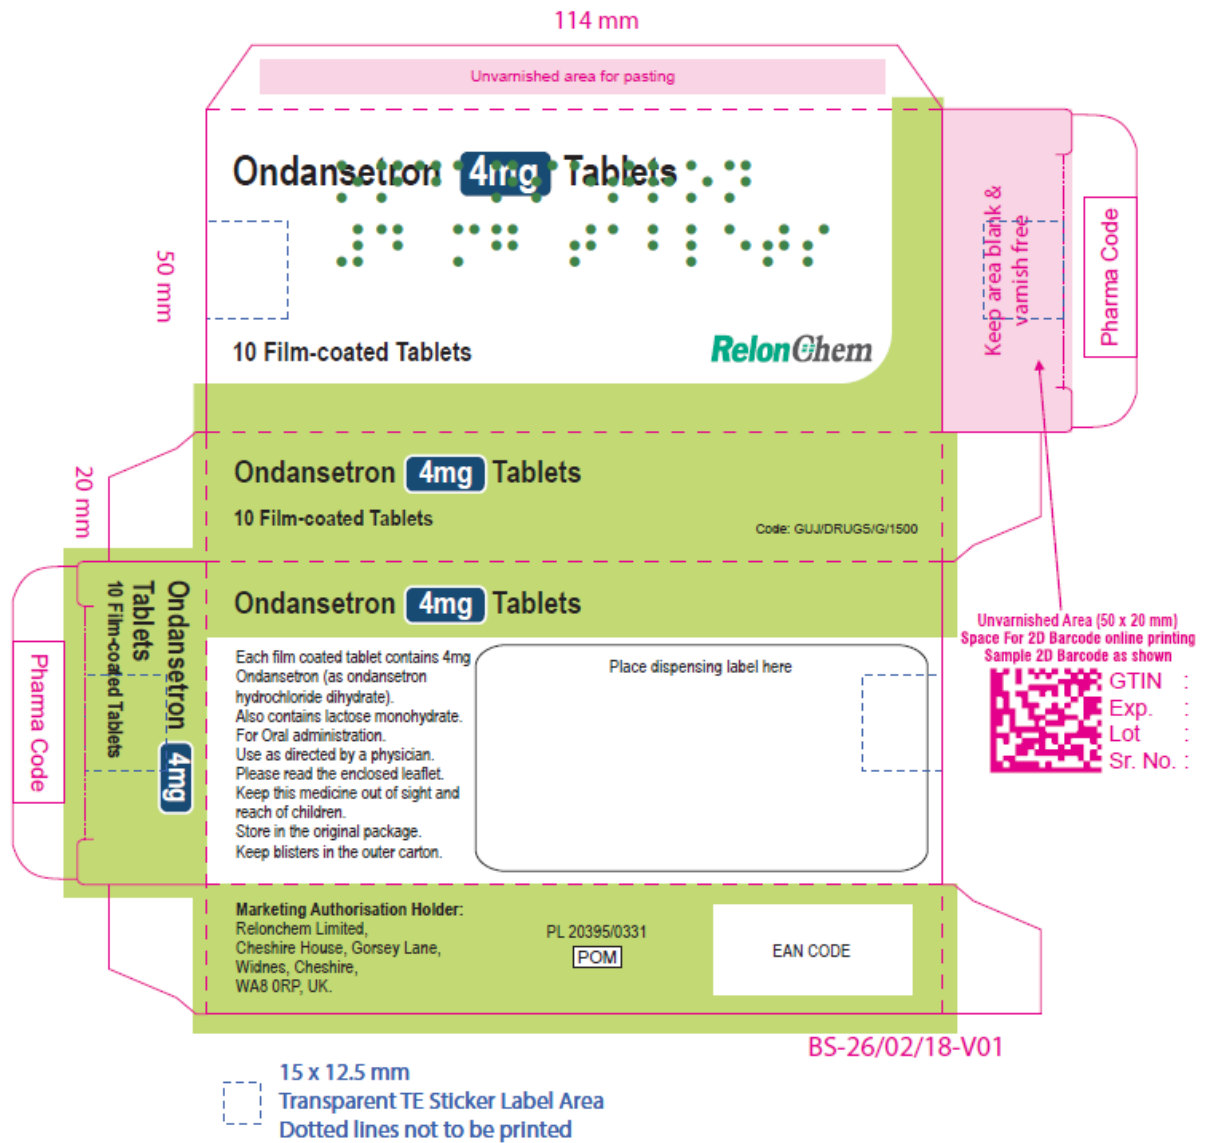 114 mm
Unvarnished area for pasting
Ondansetron 4mg Tablets
50 mm
10 Film-coated Tablets
RelonChem
Keep area blank &
varnish free
Pharma Code
20 mm
Ondansetron 4mg Tablets
10 Film-coated Tablets
Code: GUJ/DRUGS/G/1500
Ondansetron 4mg Tablets
Pharma Code
Ondansetron 4mg
Tablets
10 Film-coated Tablets
Each film coated tablet contains 4mg
Ondansetron (as ondansetron
hydrochloride dihydrate).
Also contains lactose monohydrate.
For Oral administration.
Use as directed by a physician.
Please read the enclosed leaflet.
Keep this medicine out of sight and
reach of children.
Store in the original package.
Keep blisters in the outer carton.
Place dispensing label here
Unvarnished Area (50 x 20 mm)
Space For 2D Barcode online printing
Sample 2D Barcode as shown
GTIN :
Exp. :
Lot :
Sr. No. :
Marketing Authorisation Holder:
Relonchem Limited,
Cheshire House, Gorsey Lane,
Widnes, Cheshire,
WA8 0RP, UK.
PL 20395/0331
POM
EAN CODE
BS-26/02/18-V01
15 x 12.5 mm
Transparent TE Sticker Label Area
Dotted lines not to be printed